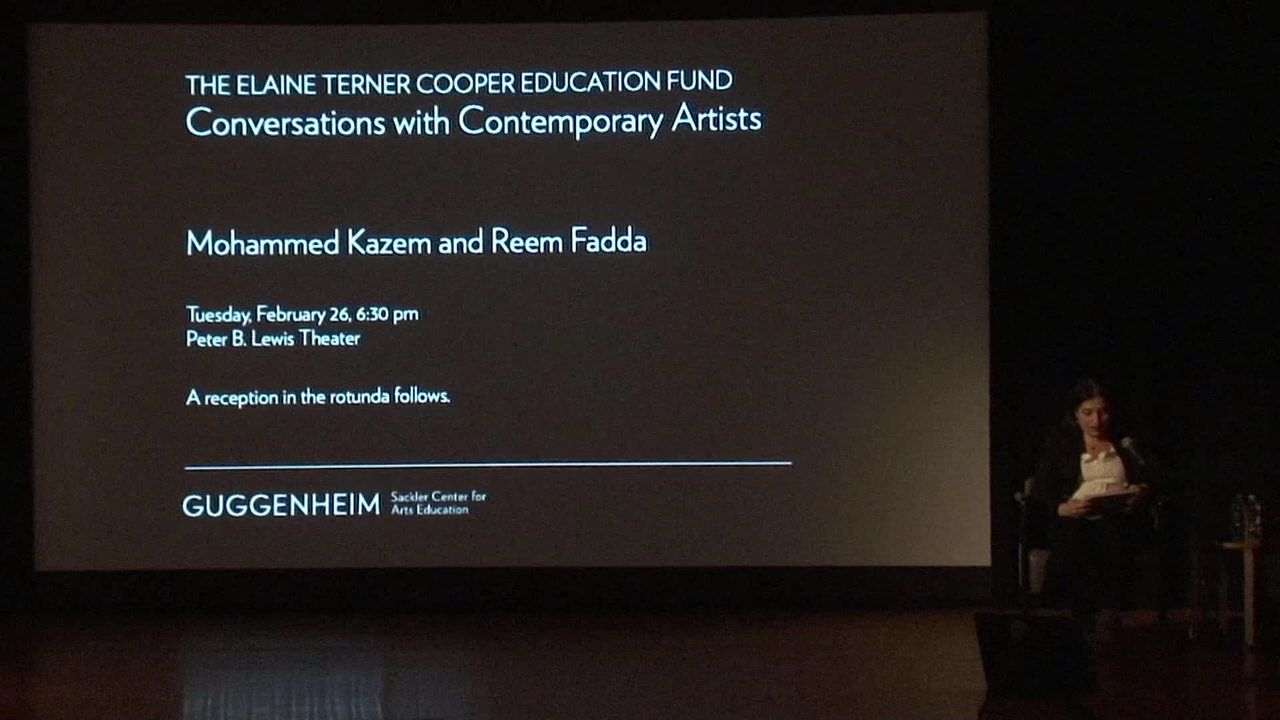 THE ELAINE TERNER COOPER EDUCATION FUND
Conversations with Contemporary Artists
Mohammed Kazem and Reem Fadda
Tuesday, February 26, 6:30 pm
Peter B. Lewis Theater
A reception in the rotunda follows.
GUGGENHEIM
Sackler Center for
Arts Education